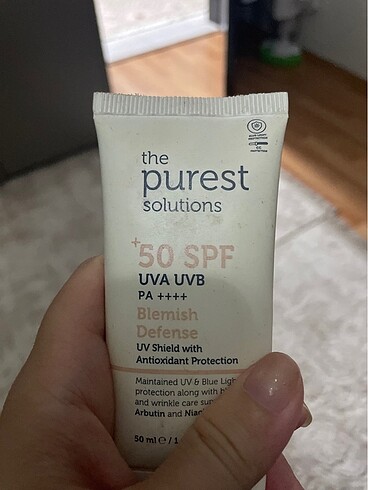 the
purest
solutions
+50 SPF
UVA UVB
PA ++++
Blemish
Defense
UV Shield with
Antioxidant Protection
Maintained UV & Blue
protection along with
and wrinkle care
Arbutin and
50 ml ℮ / 1